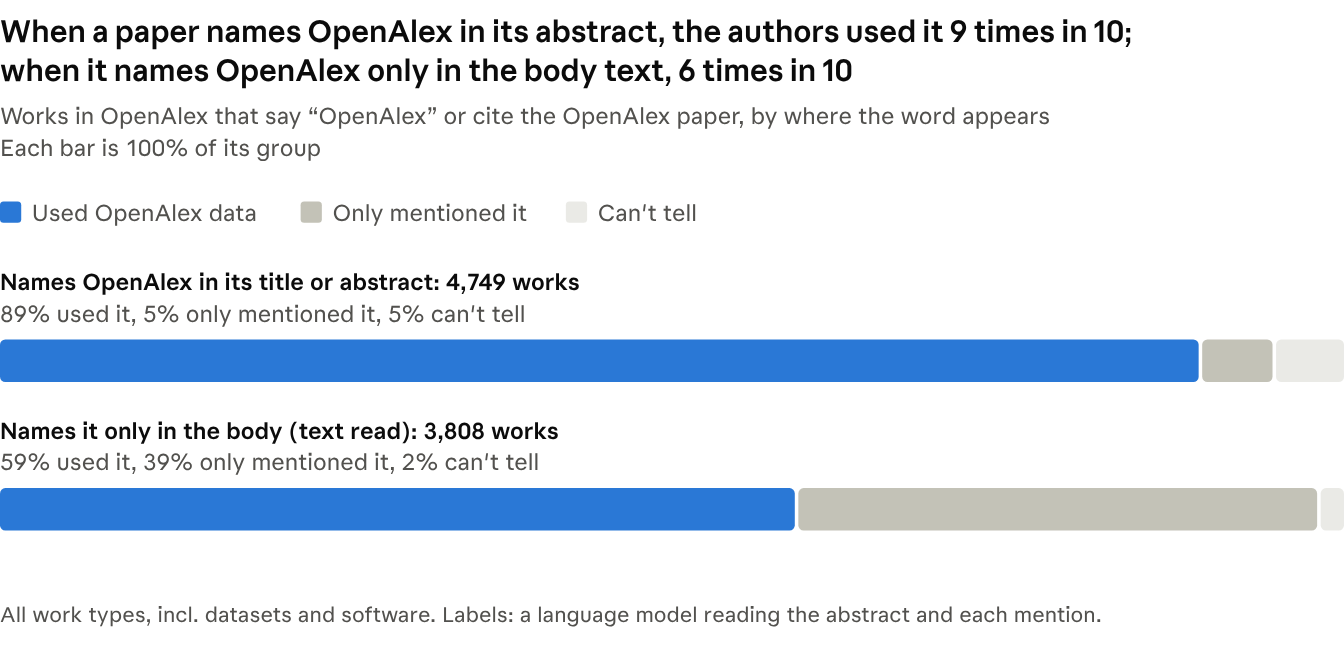 When a paper names OpenAlex in its abstract, the authors used it 9 times in 10;
when it names OpenAlex only in the body text, 6 times in 10
Works in OpenAlex that say “OpenAlex” or cite the OpenAlex paper, by where the word appears
Each bar is 100% of its group
Used OpenAlex data Only mentioned it Can't tell
Names OpenAlex in its title or abstract: 4,749 works
89% used it, 5% only mentioned it, 5% can't tell
Names it only in the body (text read): 3,808 works
59% used it, 39% only mentioned it, 2% can't tell
All work types, incl. datasets and software. Labels: a language model reading the abstract and each mention.